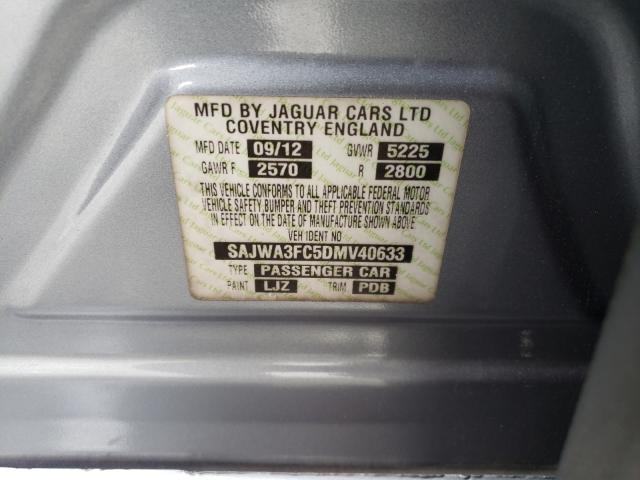 MFD BY JAGUAR CARS LTD
COVENTRY ENGLAND
MFD DATE 09/12 GVWR 5225
GAWR F 2570 R 2800
THIS VEHICLE CONFORMS TO ALL APPLICABLE FEDERAL MOTOR
VEHICLE SAFETY, BUMPER AND THEFT PREVENTION STANDARDS
IN EFFECT ON THE DATE OF MANUFACTURE SHOWN ABOVE
VEH IDENT NO
SAJWA3FC5DMV40633
TYPE PASSENGER CAR
PAINT LJZ TRIM PDB